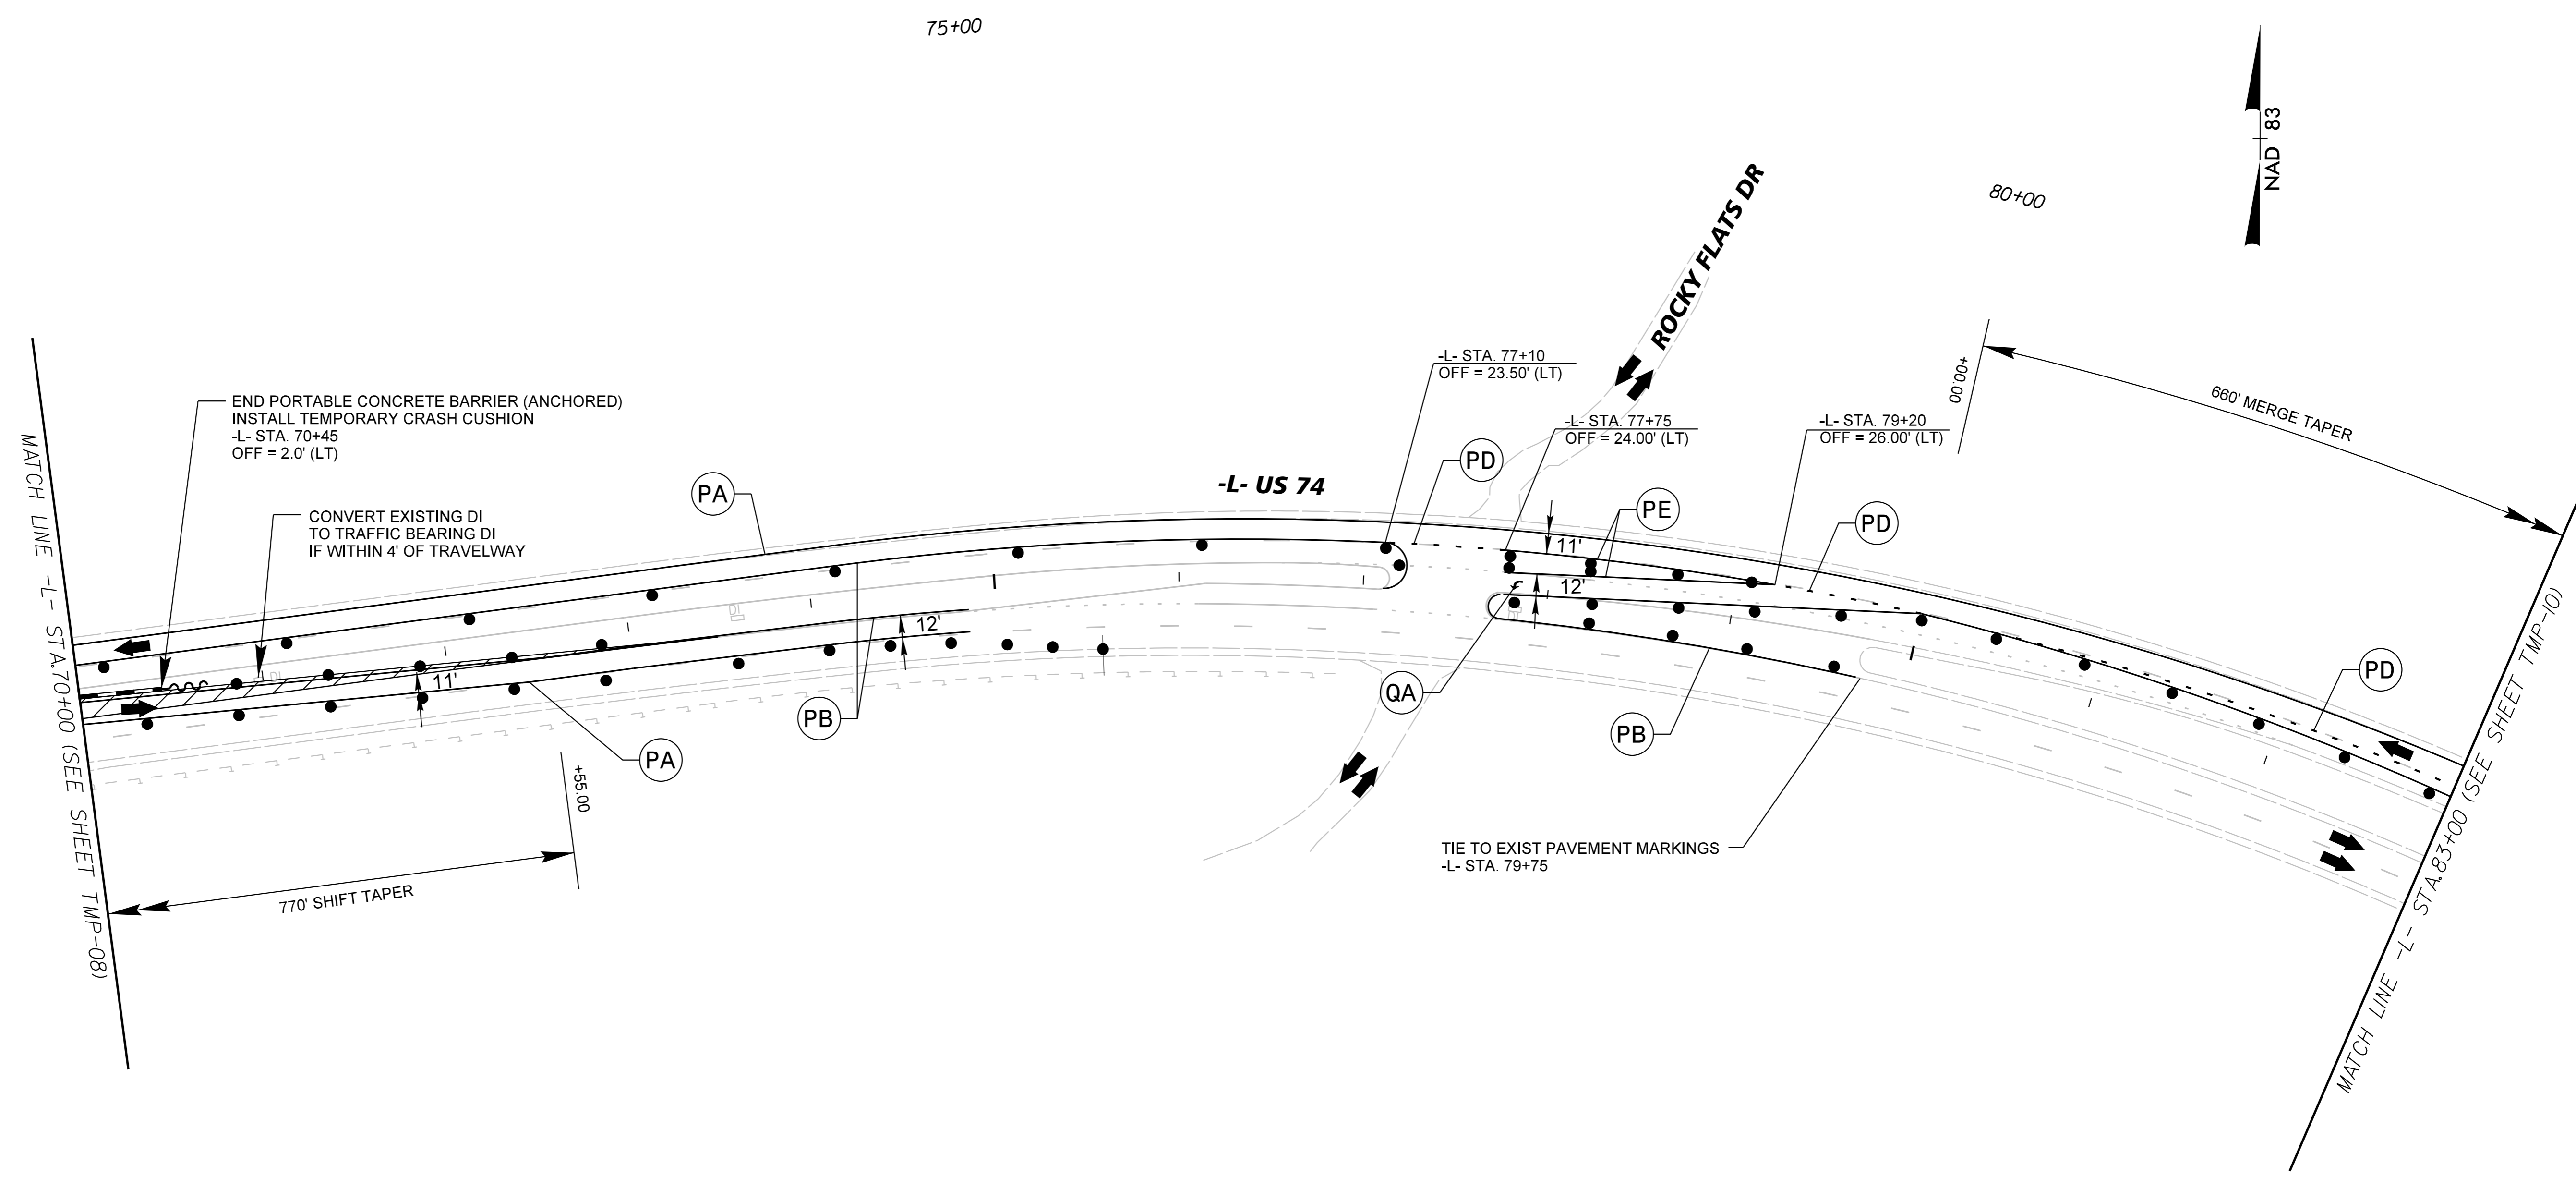 75+00
NAD 83
80+00
ROCKY FLATS DR
-L- STA. 77+10
OFF = 23.50' (LT)
+00.00
660' MERGE TAPER
END PORTABLE CONCRETE BARRIER (ANCHORED)
INSTALL TEMPORARY CRASH CUSHION
-L- STA. 70+45
OFF = 2.0' (LT)
-L- STA. 77+75
OFF = 24.00' (LT)
-L- STA. 79+20
OFF = 26.00' (LT)
MATCH LINE -L- STA.70+00 (SEE SHEET TMP-08)
PD
-L- US 74
PA
CONVERT EXISTING DI
TO TRAFFIC BEARING DI
IF WITHIN 4' OF TRAVELWAY
PE
PD
11'
12'
DI
DI
DI
12'
11'
PD
QA
PB
PB
PA
+55.00
TIE TO EXIST PAVEMENT MARKINGS
-L- STA. 79+75
770' SHIFT TAPER
MATCH LINE -L- STA.83+00 (SEE SHEET TMP-10)